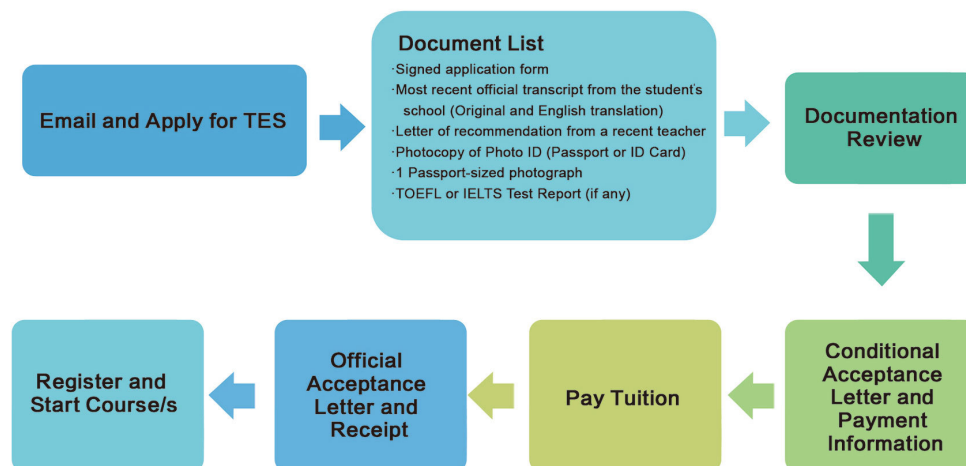 Email and Apply for TES
Document List
·Signed application form
·Most recent official transcript from the student's
school (Original and English translation)
·Letter of recommendation from a recent teacher
·Photocopy of Photo ID (Passport or ID Card)
·1 Passport-sized photograph
·TOEFL or IELTS Test Report (if any)
Documentation
Review
Conditional
Acceptance
Letter and
Payment
Information
Pay Tuition
Official
Acceptance
Letter and
Receipt
Register and
Start Course/s